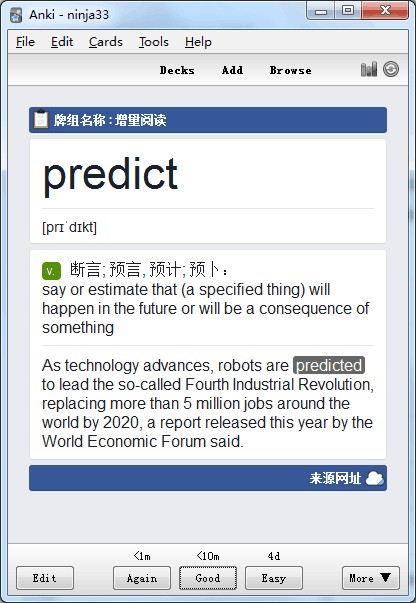 Anki - ninja33
File Edit Cards Tools Help
Decks Add Browse
牌组名称：增量阅读
predict
[prɪˈdɪkt]
v. 断言; 预言, 预计; 预卜：
say or estimate that (a specified thing) will
happen in the future or will be a consequence of
something
As technology advances, robots are predicted
to lead the so-called Fourth Industrial Revolution,
replacing more than 5 million jobs around the
world by 2020, a report released this year by the
World Economic Forum said.
来源网址
<1m <10m 4d
Edit Again Good Easy More ▼